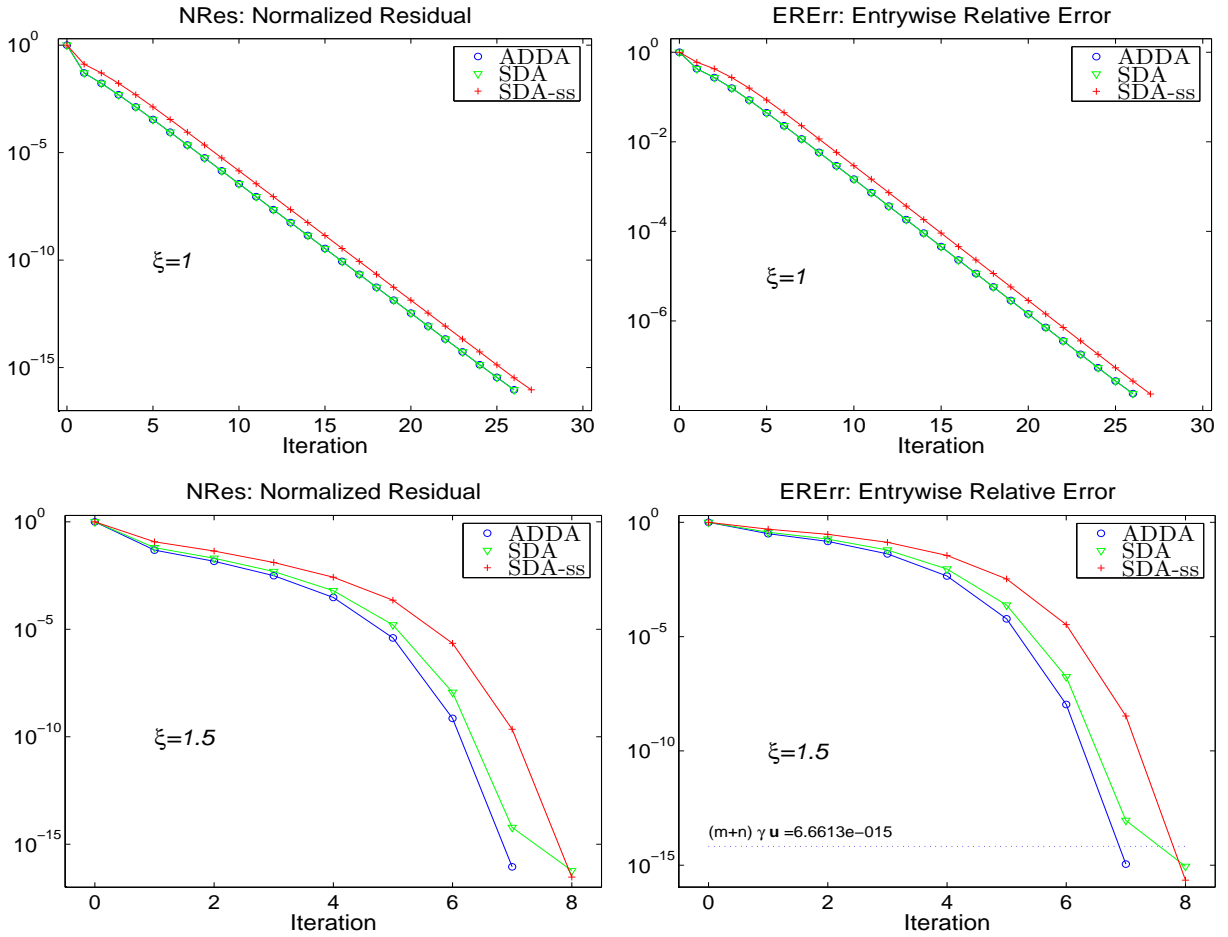 NRes: Normalized Residual
10^0
10^-5
10^-10
10^-15
ADDA
SDA
SDA-ss
ξ=1
0 5 10 15 20 25 30
Iteration
ERErr: Entrywise Relative Error
10^0
10^-2
10^-4
10^-6
ADDA
SDA
SDA-ss
ξ=1
0 5 10 15 20 25 30
Iteration
NRes: Normalized Residual
10^0
10^-5
10^-10
10^-15
ADDA
SDA
SDA-ss
ξ=1.5
0 2 4 6 8
Iteration
ERErr: Entrywise Relative Error
10^0
10^-5
10^-10
10^-15
ADDA
SDA
SDA-ss
ξ=1.5
(m+n) γ u =6.6613e−015
0 2 4 6 8
Iteration